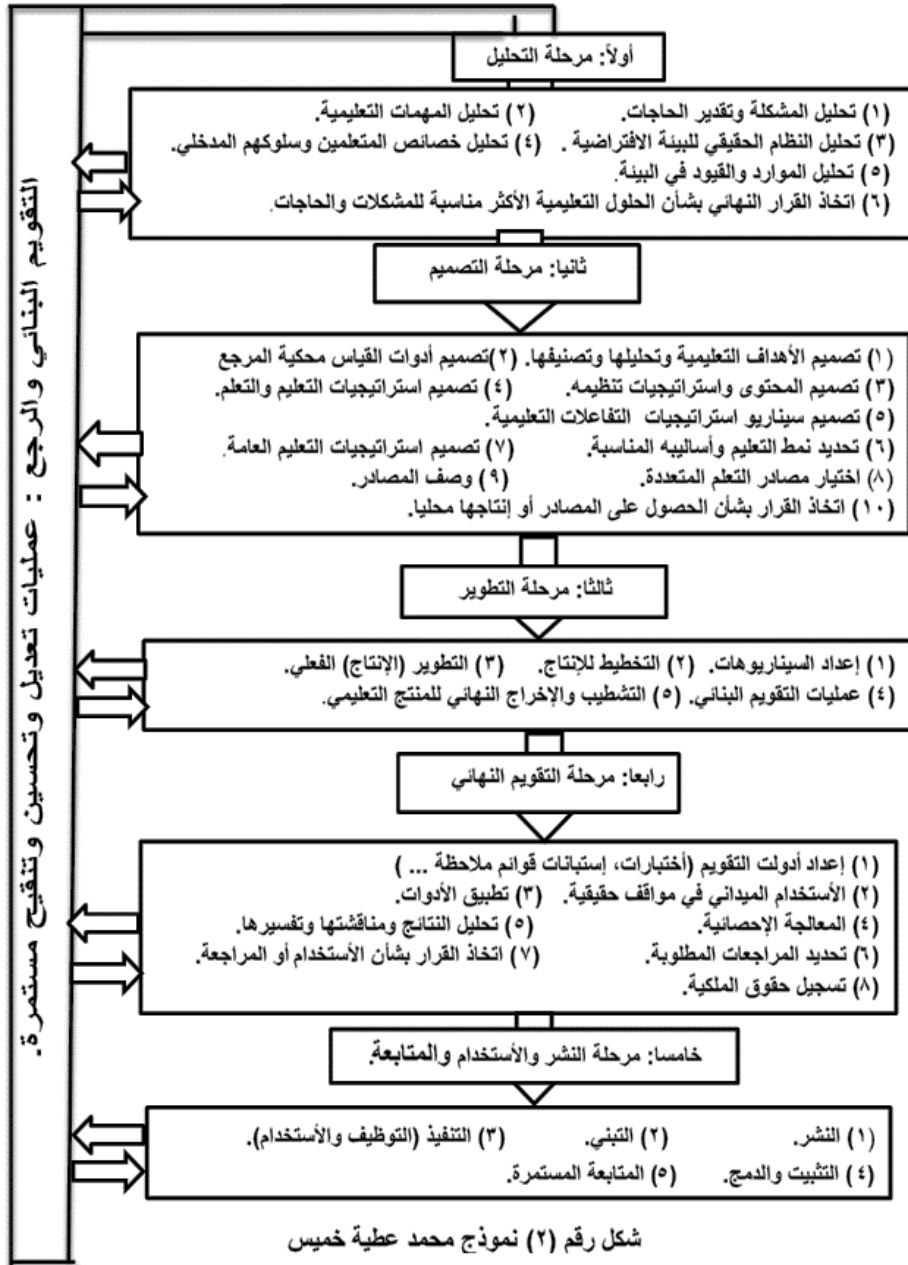 أولاً: مرحلة التحليل
(١) تحليل المشكلة وتقدير الحاجات. (٢) تحليل المهمات التعليمية.
(٣) تحليل النظام الحقيقي للبيئة الافتراضية . (٤) تحليل خصائص المتعلمين وسلوكهم المدخلي.
(٥) تحليل الموارد والقيود في البيئة.
(٦) اتخاذ القرار النهائي بشأن الحلول التعليمية الأكثر مناسبة للمشكلات والحاجات.
ثانيا: مرحلة التصميم
(١) تصميم الأهداف التعليمية وتحليلها وتصنيفها. (٢)تصميم أدوات القياس محكية المرجع
(٣) تصميم المحتوى واستراتيجيات تنظيمه. (٤) تصميم استراتيجيات التعليم والتعلم.
(٥) تصميم سيناريو استراتيجيات التفاعلات التعليمية.
(٦) تحديد نمط التعليم وأساليبه المناسبة. (٧) تصميم استراتيجيات التعليم العامة.
(٨) اختيار مصادر التعلم المتعددة. (٩) وصف المصادر.
(١٠) اتخاذ القرار بشأن الحصول على المصادر أو إنتاجها محليا.
ثالثا: مرحلة التطوير
(١) إعداد السيناريوهات. (٢) التخطيط للإنتاج. (٣) التطوير (الإنتاج) الفعلي.
(٤) عمليات التقويم البنائي. (٥) التشطيب والإخراج النهائي للمنتج التعليمي.
رابعا: مرحلة التقويم النهائي
(١) إعداد أدولت التقويم (أختبارات، إستبانات قوائم ملاحظة ... )
(٢) الأستخدام الميداني في مواقف حقيقية. (٣) تطبيق الأدوات.
(٤) المعالجة الإحصائية. (٥) تحليل النتائج ومناقشتها وتفسيرها.
(٦) تحديد المراجعات المطلوبة. (٧) اتخاذ القرار بشأن الأستخدام أو المراجعة.
(٨) تسجيل حقوق الملكية.
خامسا: مرحلة النشر والأستخدام والمتابعة.
(١) النشر. (٢) التبني. (٣) التنفيذ (التوظيف والأستخدام).
(٤) التثبيت والدمج. (٥) المتابعة المستمرة.
التقويم البنائي والرجع : عمليات تعديل وتحسين وتنقيح مستمرة.
شكل رقم (٢) نموذج محمد عطية خميس